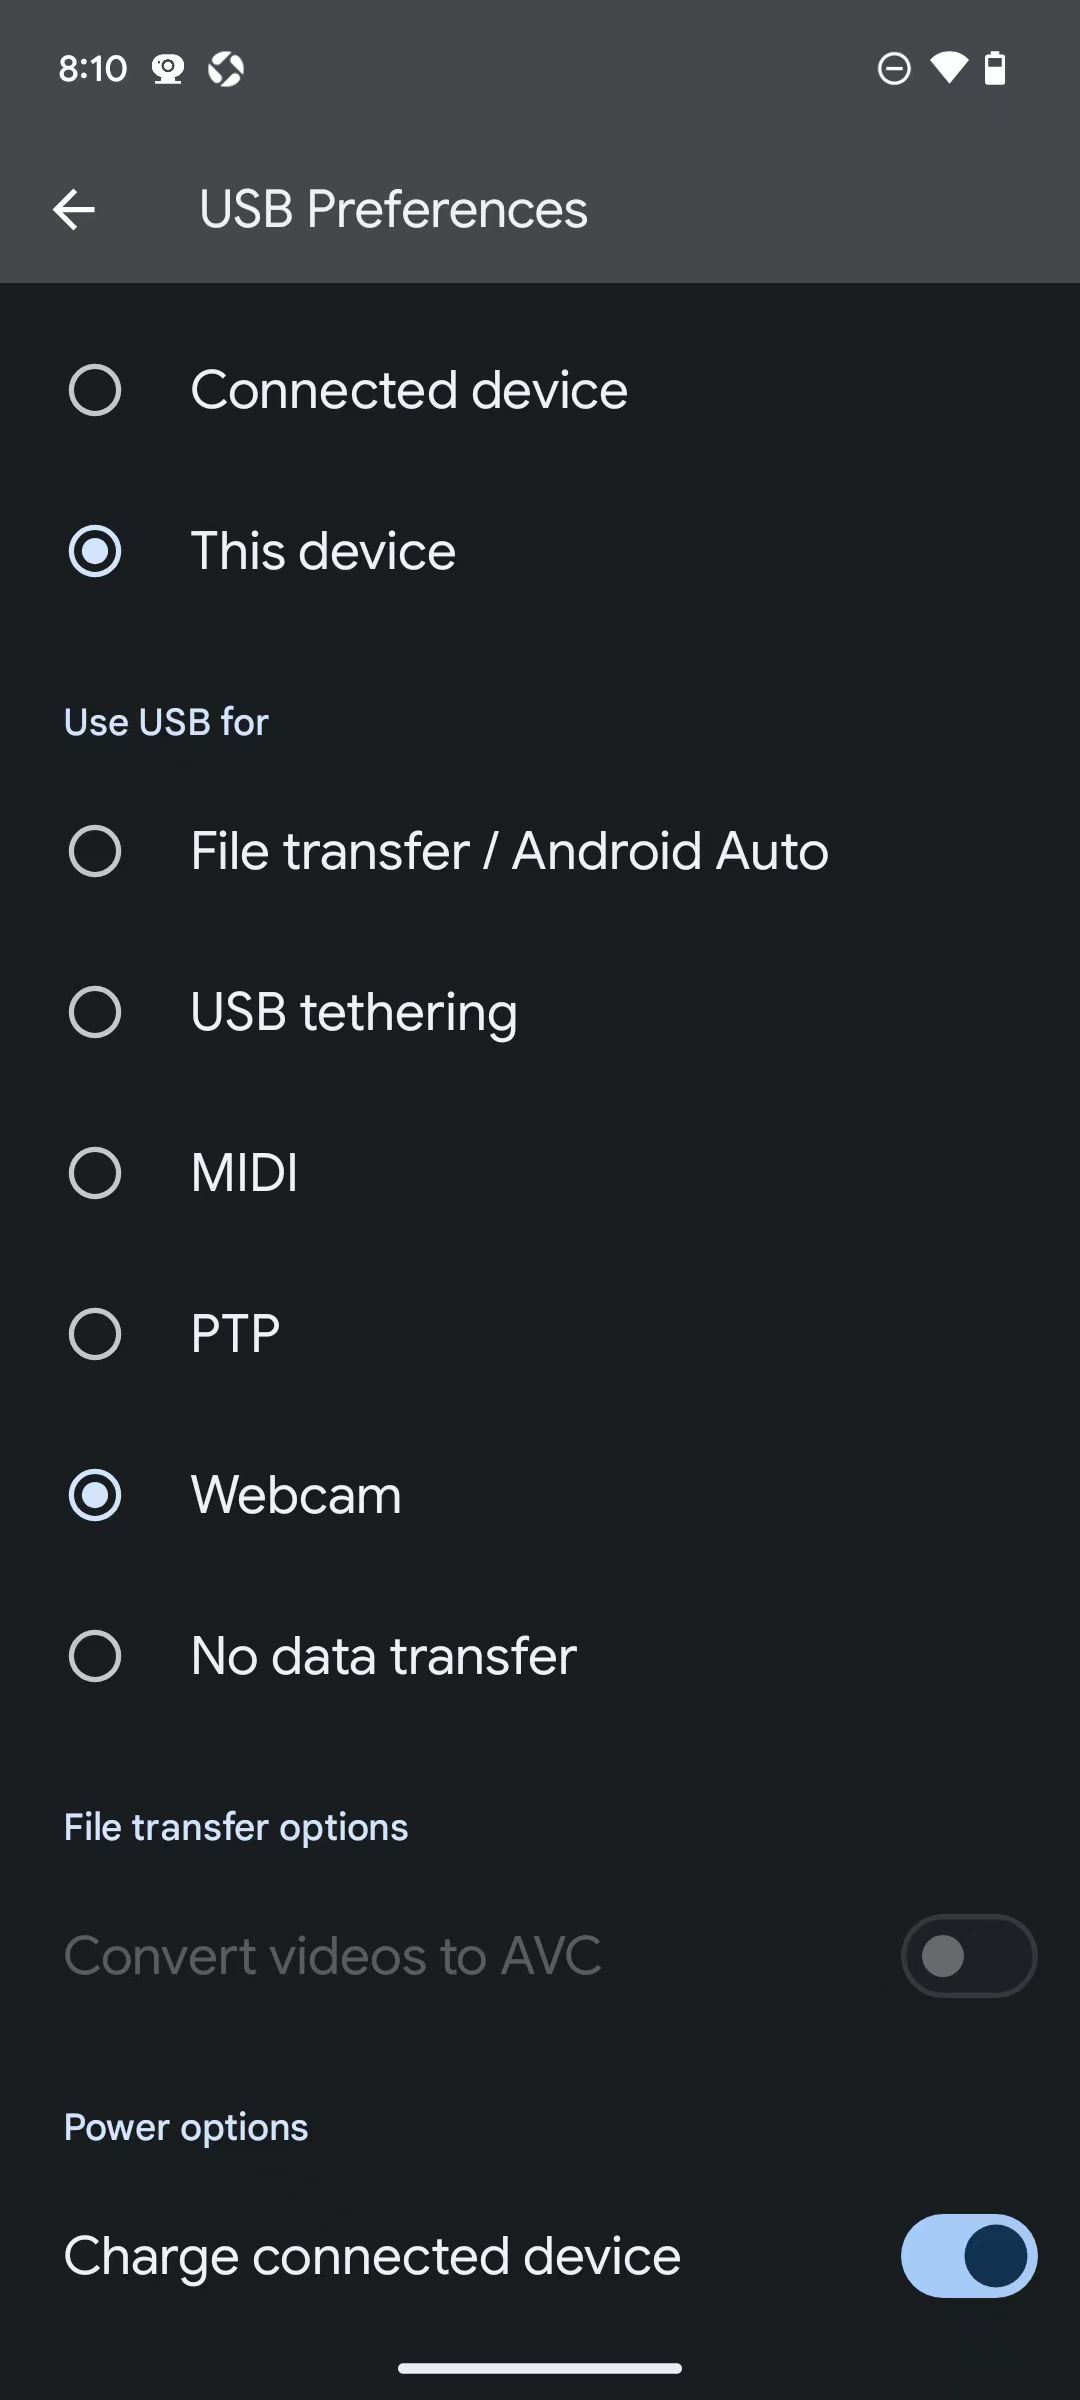 8:10
USB Preferences
Connected device
This device
Use USB for
File transfer / Android Auto
USB tethering
MIDI
PTP
Webcam
No data transfer
File transfer options
Convert videos to AVC
Power options
Charge connected device